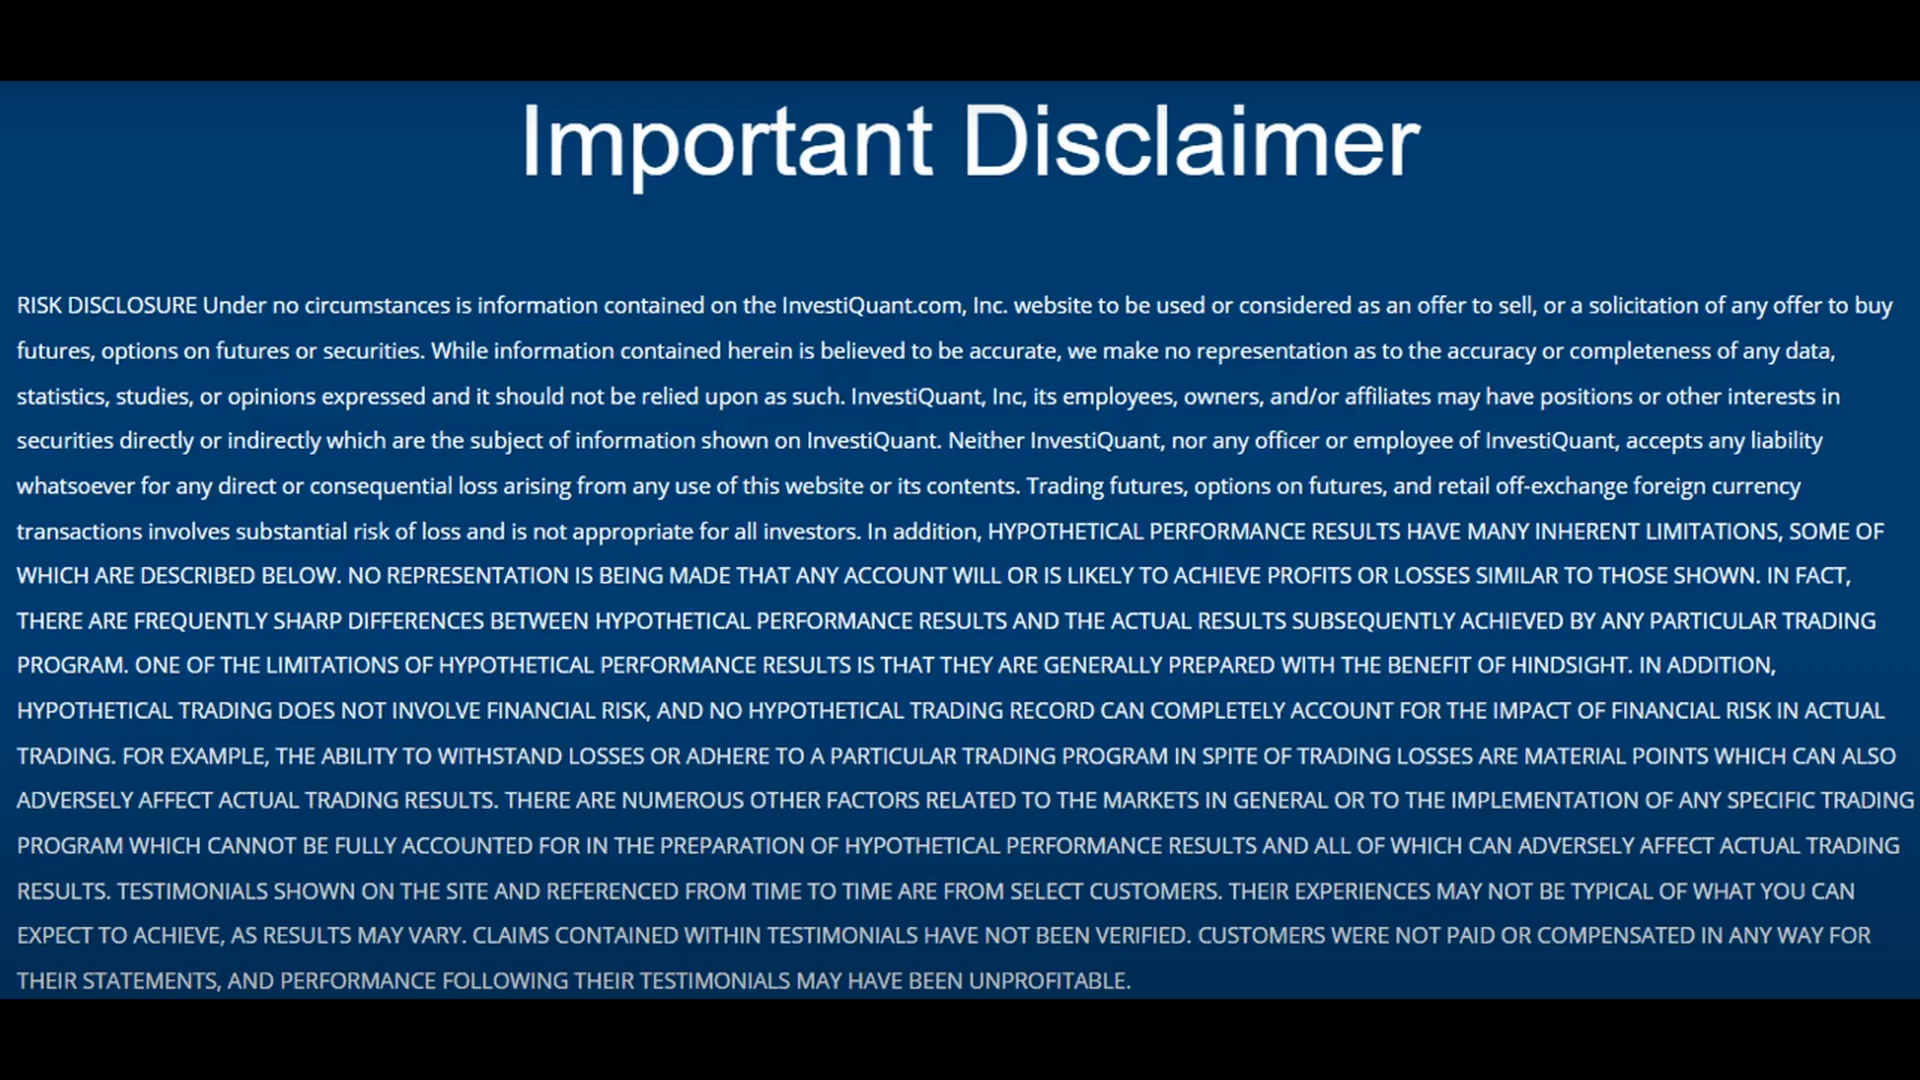 Important Disclaimer
RISK DISCLOSURE Under no circumstances is information contained on the InvestiQuant.com, Inc. website to be used or considered as an offer to sell, or a solicitation of any offer to buy
futures, options on futures or securities. While information contained herein is believed to be accurate, we make no representation as to the accuracy or completeness of any data,
statistics, studies, or opinions expressed and it should not be relied upon as such. InvestiQuant, Inc, its employees, owners, and/or affiliates may have positions or other interests in
securities directly or indirectly which are the subject of information shown on InvestiQuant. Neither InvestiQuant, nor any officer or employee of InvestiQuant, accepts any liability
whatsoever for any direct or consequential loss arising from any use of this website or its contents. Trading futures, options on futures, and retail off-exchange foreign currency
transactions involves substantial risk of loss and is not appropriate for all investors. In addition, HYPOTHETICAL PERFORMANCE RESULTS HAVE MANY INHERENT LIMITATIONS, SOME OF
WHICH ARE DESCRIBED BELOW. NO REPRESENTATION IS BEING MADE THAT ANY ACCOUNT WILL OR IS LIKELY TO ACHIEVE PROFITS OR LOSSES SIMILAR TO THOSE SHOWN. IN FACT,
THERE ARE FREQUENTLY SHARP DIFFERENCES BETWEEN HYPOTHETICAL PERFORMANCE RESULTS AND THE ACTUAL RESULTS SUBSEQUENTLY ACHIEVED BY ANY PARTICULAR TRADING
PROGRAM. ONE OF THE LIMITATIONS OF HYPOTHETICAL PERFORMANCE RESULTS IS THAT THEY ARE GENERALLY PREPARED WITH THE BENEFIT OF HINDSIGHT. IN ADDITION,
HYPOTHETICAL TRADING DOES NOT INVOLVE FINANCIAL RISK, AND NO HYPOTHETICAL TRADING RECORD CAN COMPLETELY ACCOUNT FOR THE IMPACT OF FINANCIAL RISK IN ACTUAL
TRADING. FOR EXAMPLE, THE ABILITY TO WITHSTAND LOSSES OR ADHERE TO A PARTICULAR TRADING PROGRAM IN SPITE OF TRADING LOSSES ARE MATERIAL POINTS WHICH CAN ALSO
ADVERSELY AFFECT ACTUAL TRADING RESULTS. THERE ARE NUMEROUS OTHER FACTORS RELATED TO THE MARKETS IN GENERAL OR TO THE IMPLEMENTATION OF ANY SPECIFIC TRADING
PROGRAM WHICH CANNOT BE FULLY ACCOUNTED FOR IN THE PREPARATION OF HYPOTHETICAL PERFORMANCE RESULTS AND ALL OF WHICH CAN ADVERSELY AFFECT ACTUAL TRADING
RESULTS. TESTIMONIALS SHOWN ON THE SITE AND REFERENCED FROM TIME TO TIME ARE FROM SELECT CUSTOMERS. THEIR EXPERIENCES MAY NOT BE TYPICAL OF WHAT YOU CAN
EXPECT TO ACHIEVE, AS RESULTS MAY VARY. CLAIMS CONTAINED WITHIN TESTIMONIALS HAVE NOT BEEN VERIFIED. CUSTOMERS WERE NOT PAID OR COMPENSATED IN ANY WAY FOR
THEIR STATEMENTS, AND PERFORMANCE FOLLOWING THEIR TESTIMONIALS MAY HAVE BEEN UNPROFITABLE.